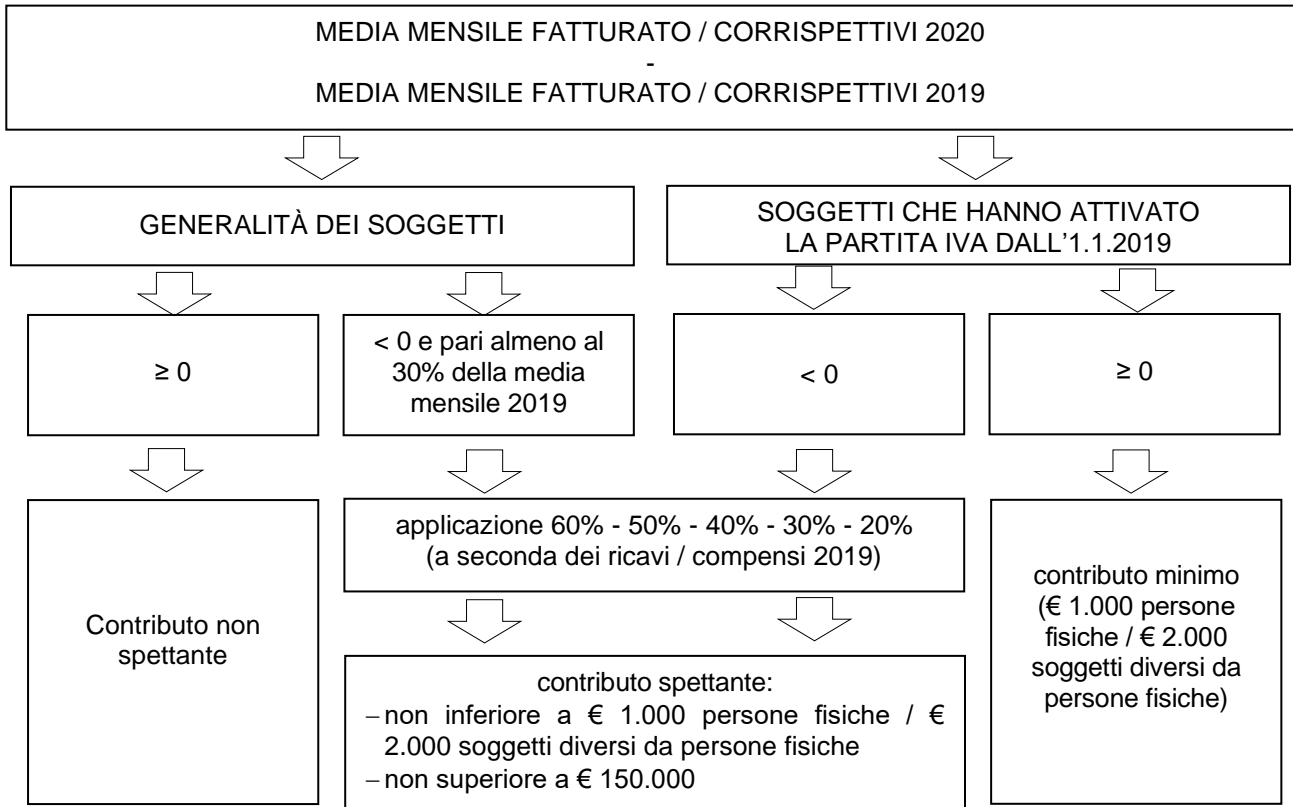 MEDIA MENSILE FATTURATO / CORRISPETTIVI 2020
-
MEDIA MENSILE FATTURATO / CORRISPETTIVI 2019
GENERALITÀ DEI SOGGETTI
SOGGETTI CHE HANNO ATTIVATO
LA PARTITA IVA DALL’1.1.2019
≥ 0
< 0 e pari almeno al
30% della media
mensile 2019
< 0
≥ 0
Contributo non
spettante
applicazione 60% - 50% - 40% - 30% - 20%
(a seconda dei ricavi / compensi 2019)
contributo spettante:
– non inferiore a € 1.000 persone fisiche / €
2.000 soggetti diversi da persone fisiche
– non superiore a € 150.000
contributo minimo
(€ 1.000 persone
fisiche / € 2.000
soggetti diversi da
persone fisiche)